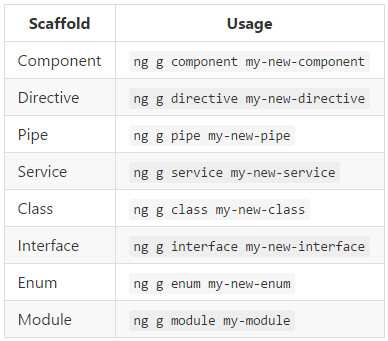 Scaffold Usage
Component ng g component my-new-component
Directive ng g directive my-new-directive
Pipe ng g pipe my-new-pipe
Service ng g service my-new-service
Class ng g class my-new-class
Interface ng g interface my-new-interface
Enum ng g enum my-new-enum
Module ng g module my-module